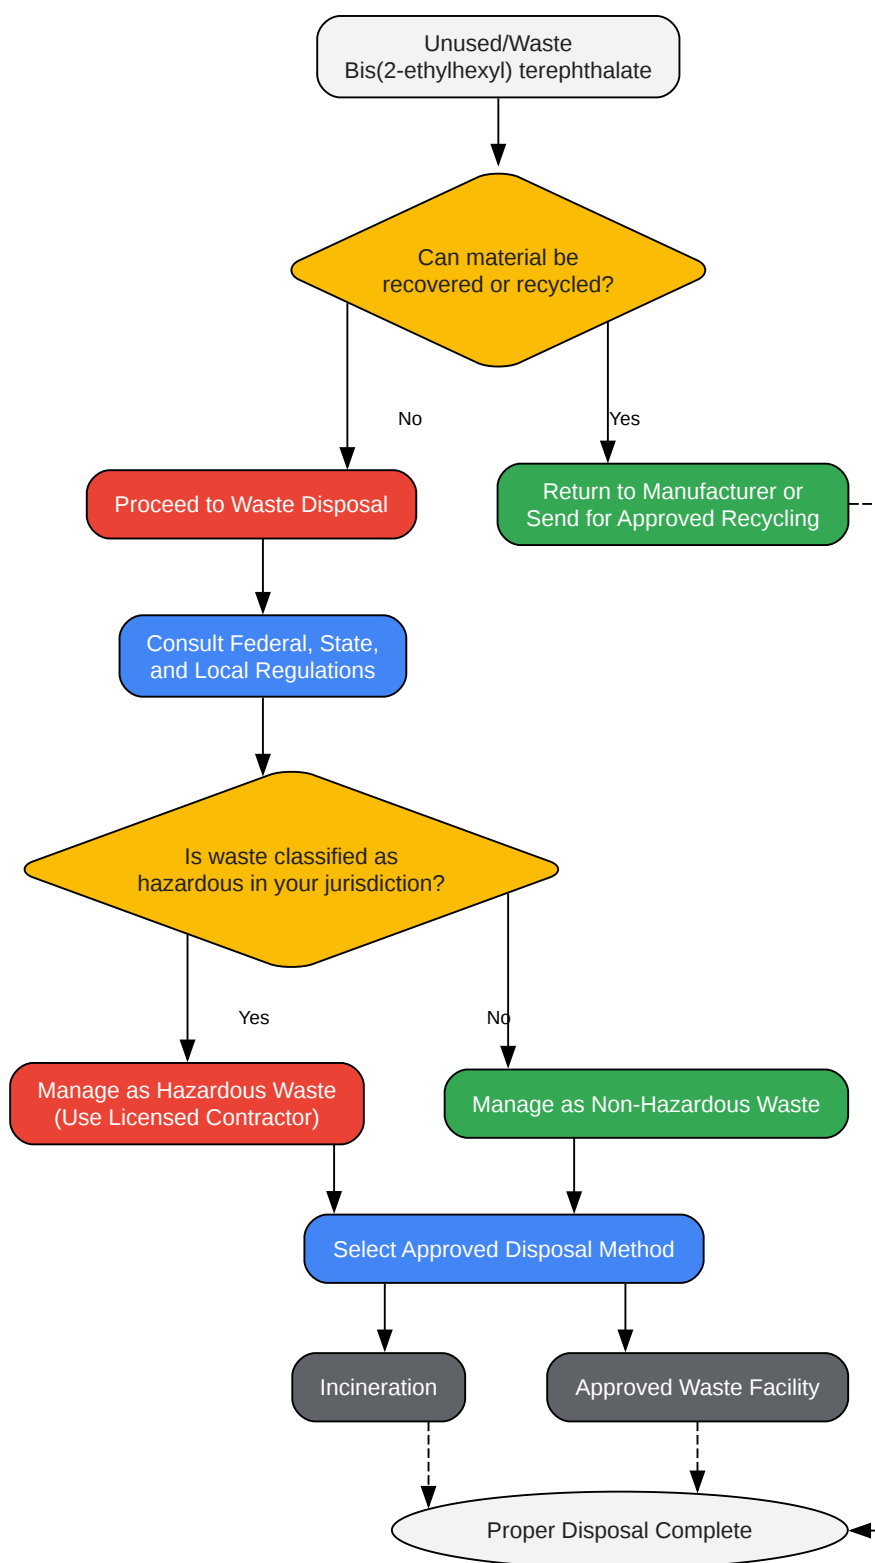 Unused/Waste
Bis(2-ethylhexyl) terephthalate
Can material be
recovered or recycled?
No
Yes
Proceed to Waste Disposal
Return to Manufacturer or
Send for Approved Recycling
Consult Federal, State,
and Local Regulations
Is waste classified as
hazardous in your jurisdiction?
Yes
No
Manage as Hazardous Waste
(Use Licensed Contractor)
Manage as Non-Hazardous Waste
Select Approved Disposal Method
Incineration
Approved Waste Facility
Proper Disposal Complete